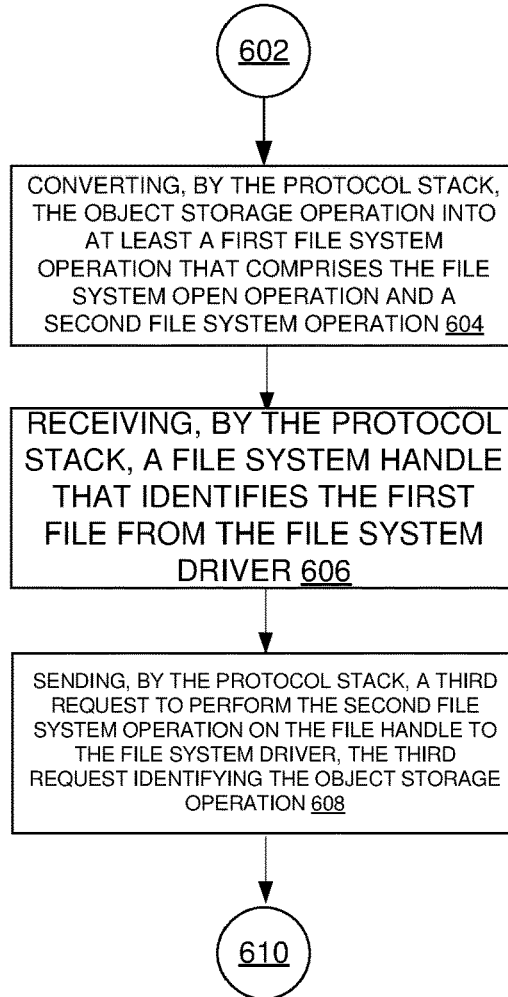 602
CONVERTING, BY THE PROTOCOL STACK,
THE OBJECT STORAGE OPERATION INTO
AT LEAST A FIRST FILE SYSTEM
OPERATION THAT COMPRISES THE FILE
SYSTEM OPEN OPERATION AND A
SECOND FILE SYSTEM OPERATION 604
RECEIVING, BY THE PROTOCOL
STACK, A FILE SYSTEM HANDLE
THAT IDENTIFIES THE FIRST
FILE FROM THE FILE SYSTEM
DRIVER 606
SENDING, BY THE PROTOCOL STACK, A THIRD
REQUEST TO PERFORM THE SECOND FILE
SYSTEM OPERATION ON THE FILE HANDLE TO
THE FILE SYSTEM DRIVER, THE THIRD
REQUEST IDENTIFYING THE OBJECT STORAGE
OPERATION 608
610